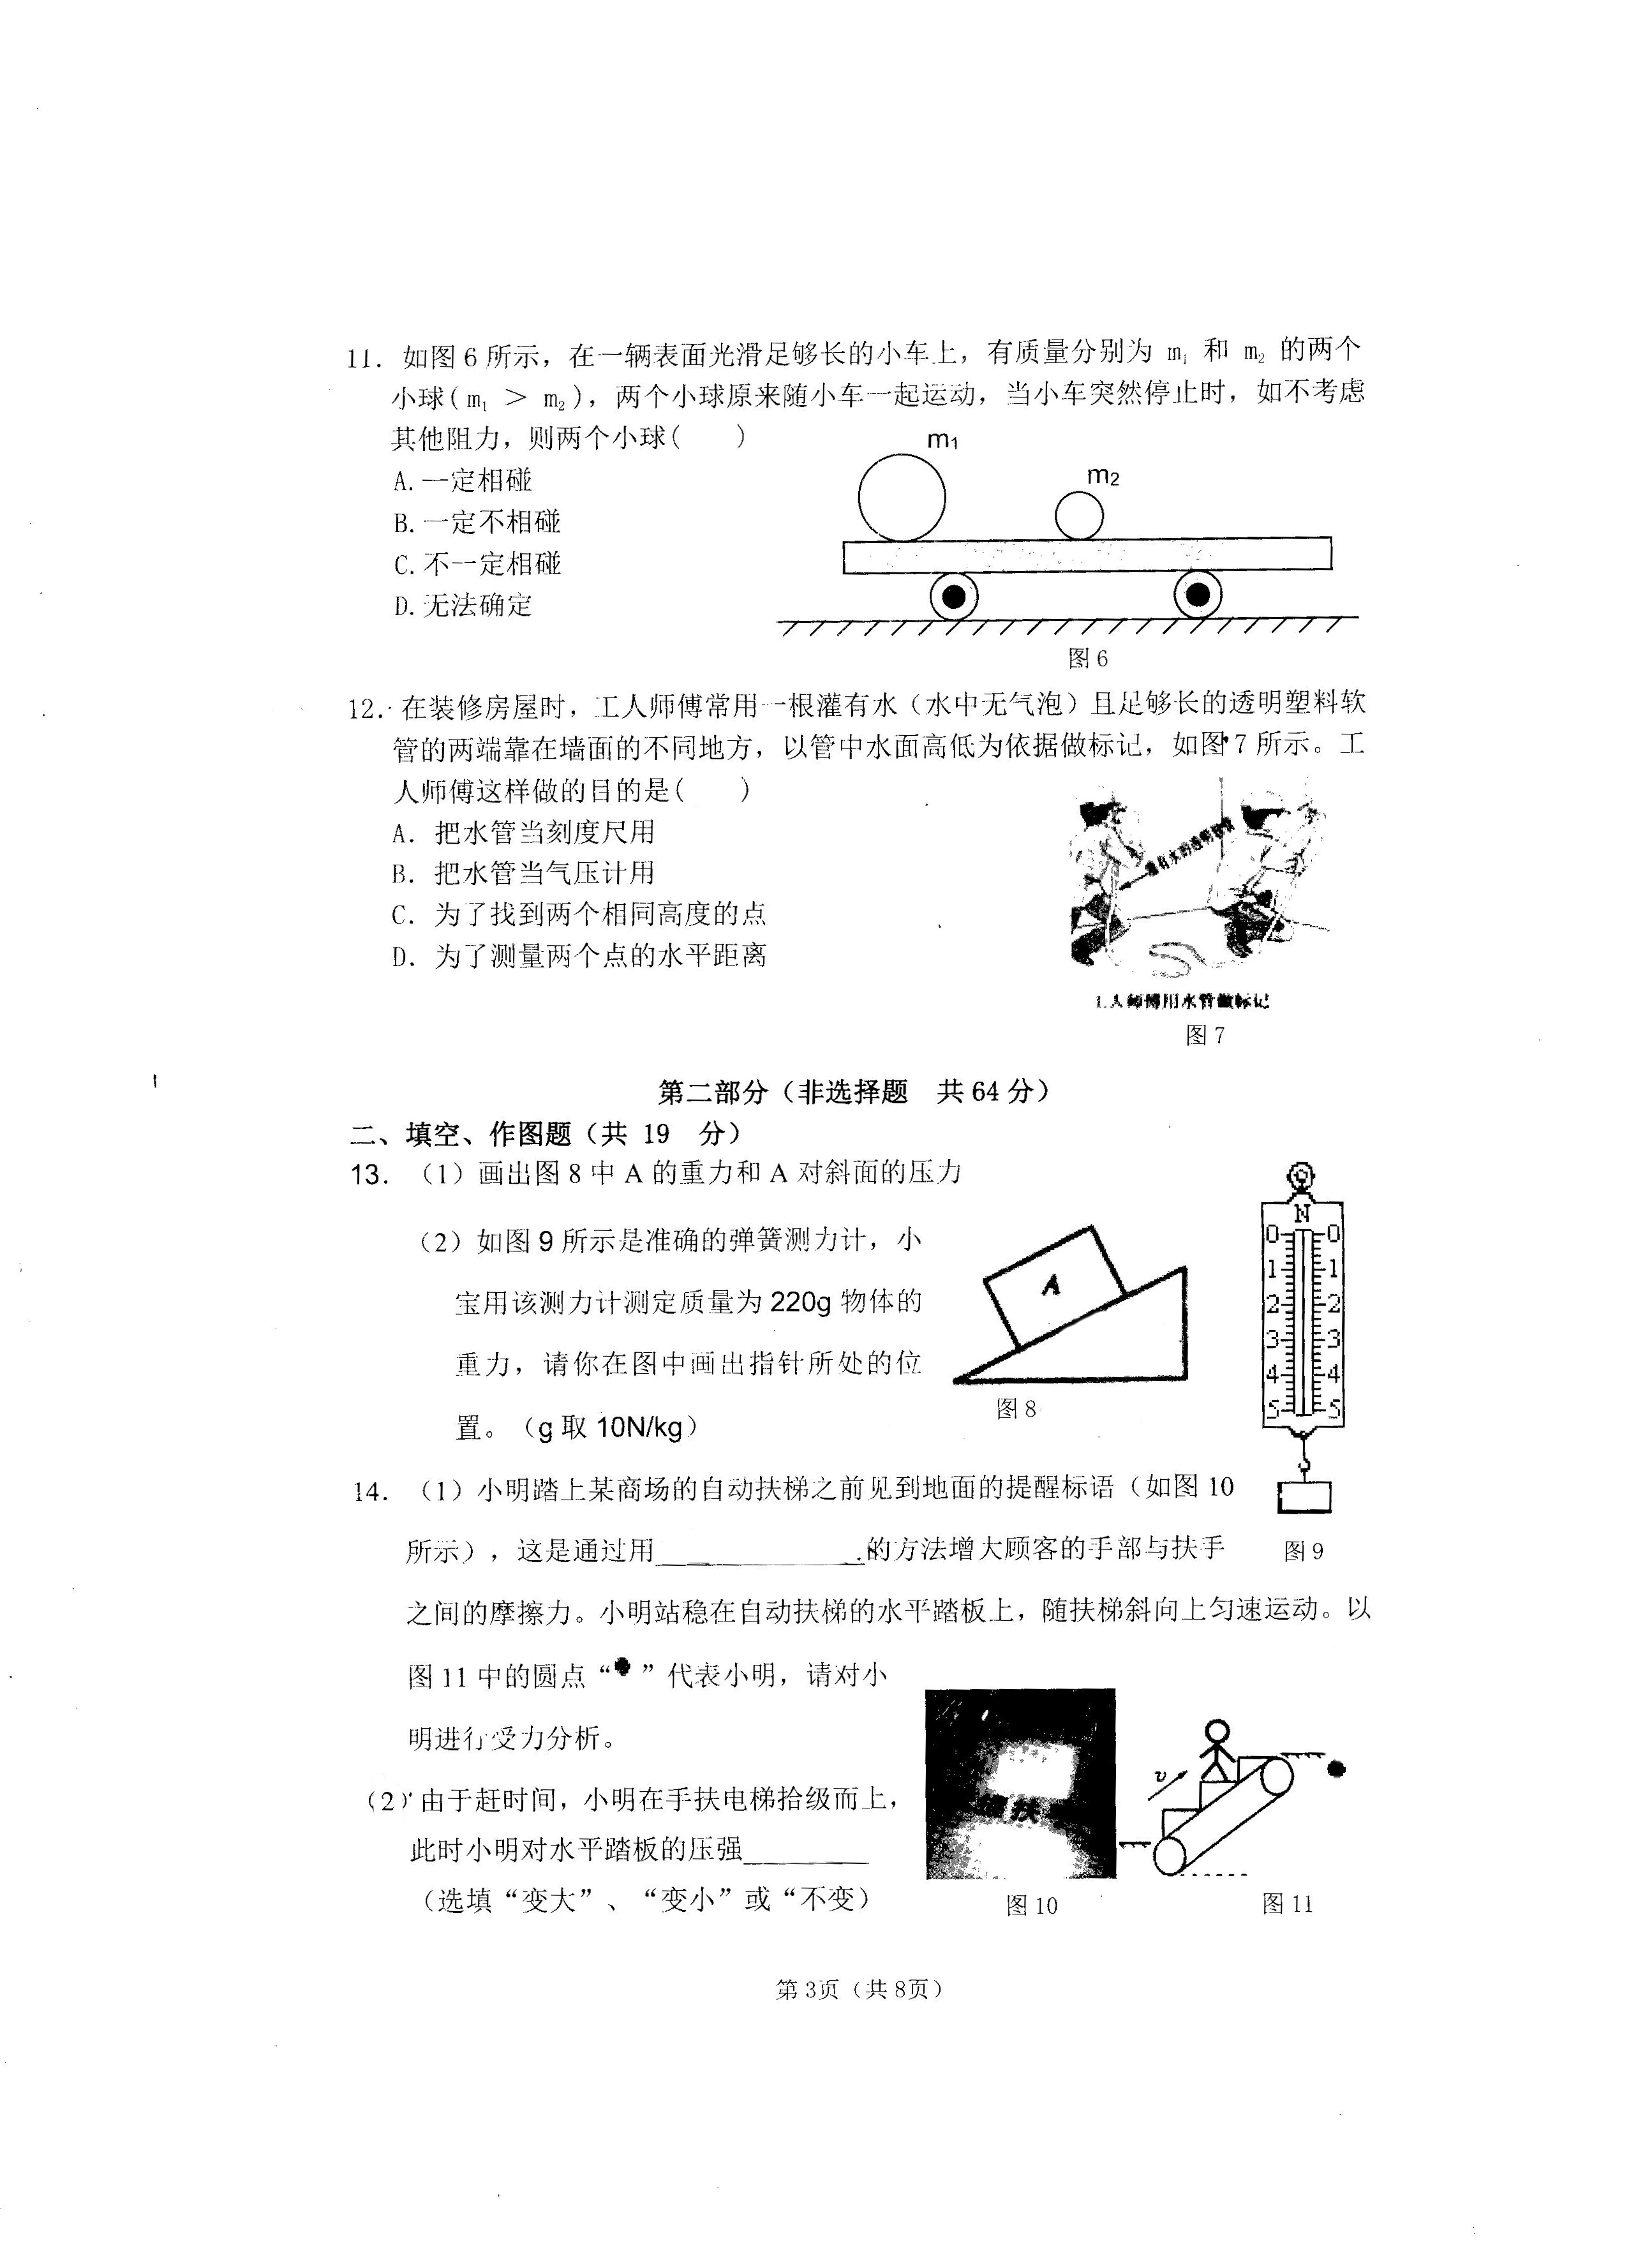 11. 如图 6 所示，在一辆表面光滑足够长的小车上，有质量分别为 m₁ 和 m₂ 的两个
小球( m₁ > m₂ )，两个小球原来随小车一起运动，当小车突然停止时，如不考虑
其他阻力，则两个小球(　　)
A.一定相碰
B.一定不相碰
C.不一定相碰
D.无法确定
m₁
m₂
图 6
12. 在装修房屋时，工人师傅常用一根灌有水（水中无气泡）且足够长的透明塑料软
管的两端靠在墙面的不同地方，以管中水面高低为依据做标记，如图 7 所示。工
人师傅这样做的目的是(　　)
A. 把水管当刻度尺用
B. 把水管当气压计用
C. 为了找到两个相同高度的点
D. 为了测量两个点的水平距离
工人师傅用水管做标记
图 7
第二部分（非选择题　共 64 分）
二、填空、作图题（共 19　分）
13. （1）画出图 8 中 A 的重力和 A 对斜面的压力
（2）如图 9 所示是准确的弹簧测力计，小
宝用该测力计测定质量为 220g 物体的
重力，请你在图中画出指针所处的位
置。（g 取 10N/kg）
A
图 8
N
0 0
1 1
2 2
3 3
4 4
5 5
图 9
14. （1）小明踏上某商场的自动扶梯之前见到地面的提醒标语（如图 10
所示），这是通过用______________的方法增大顾客的手部与扶手
之间的摩擦力。小明站稳在自动扶梯的水平踏板上，随扶梯斜向上匀速运动。以
图 11 中的圆点“●”代表小明，请对小
明进行受力分析。
（2）由于赶时间，小明在手扶电梯拾级而上，
此时小明对水平踏板的压强_________
（选填“变大”、“变小”或“不变）
扶
图 10
v
图 11
第 3页（共 8页）